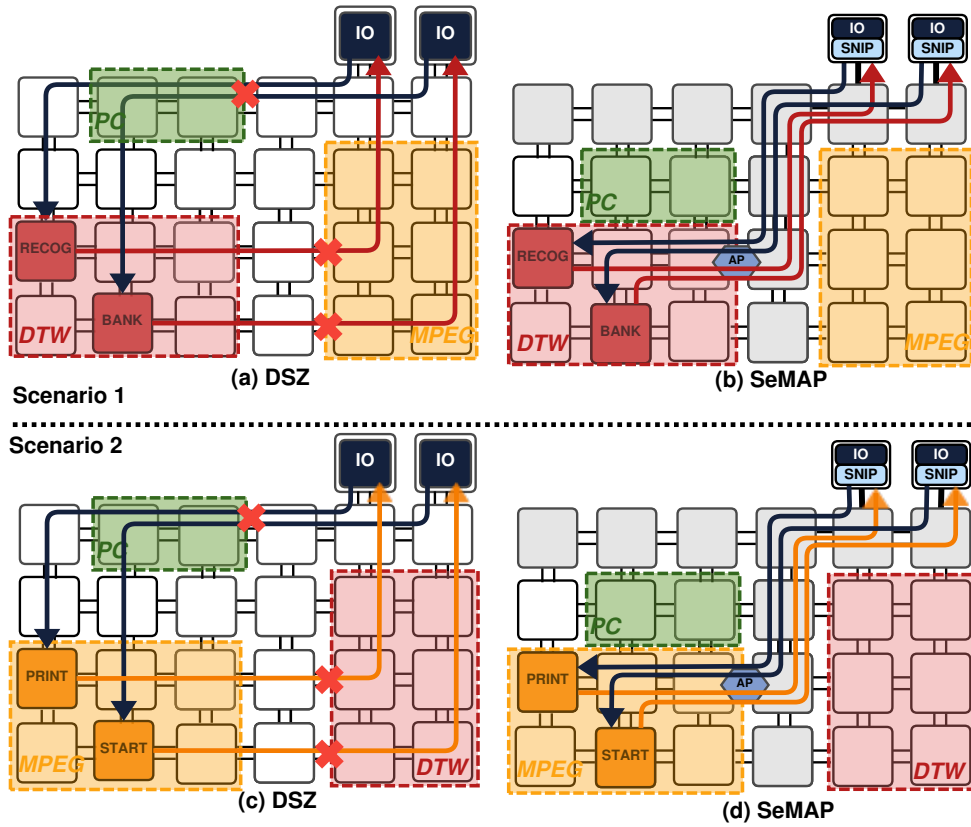 IO IO
PC
RECOG
BANK
DTW
MPEG
(a) DSZ
IO IO
SNIP SNIP
PC
RECOG
AP
BANK
DTW
MPEG
(b) SeMAP
Scenario 1
Scenario 2
IO IO
PC
PRINT
START
MPEG
DTW
(c) DSZ
IO IO
SNIP SNIP
PC
PRINT
AP
START
MPEG
DTW
(d) SeMAP